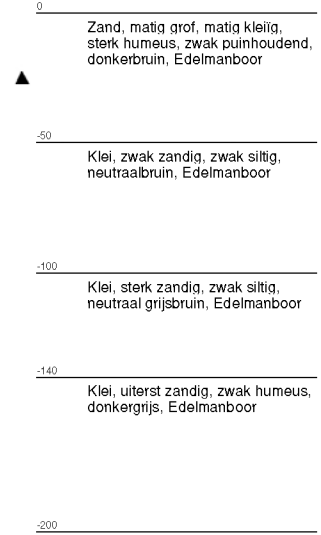 0
Zand, matig grof, matig kleiïg,
sterk humeus, zwak puinhoudend,
donkerbruin, Edelmanboor
-50
Klei, zwak zandig, zwak siltig,
neutraalbruin, Edelmanboor
-100
Klei, sterk zandig, zwak siltig,
neutraal grijsbruin, Edelmanboor
-140
Klei, uiterst zandig, zwak humeus,
donkergrijs, Edelmanboor
-200